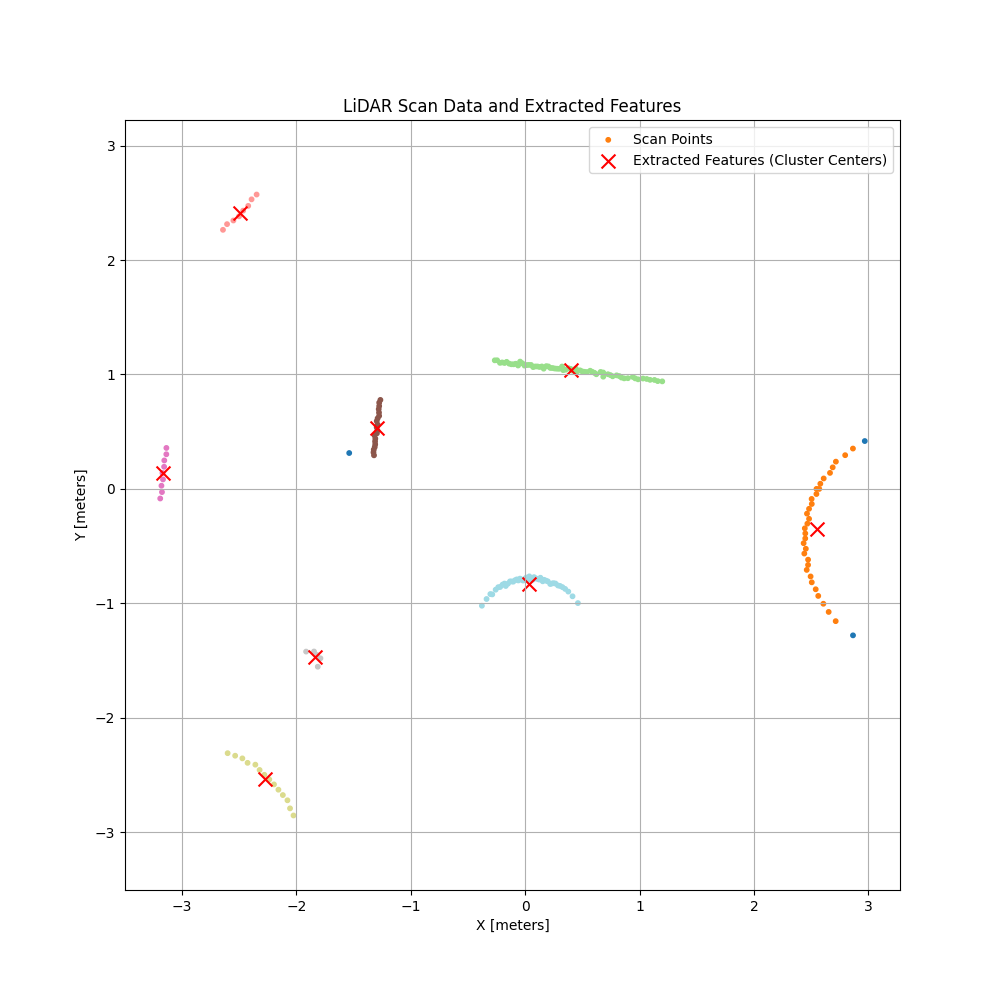 LiDAR Scan Data and Extracted Features
Scan Points
Extracted Features (Cluster Centers)
3
2
1
0
−1
−2
−3
Y [meters]
−3 −2 −1 0 1 2 3
X [meters]